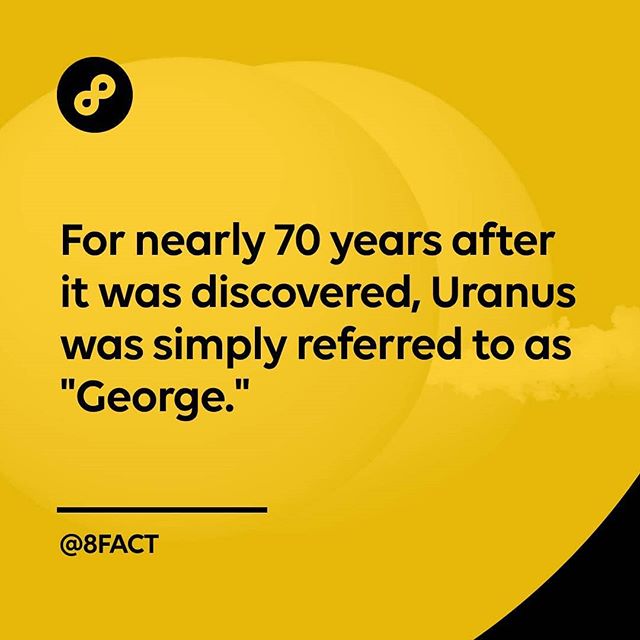 For nearly 70 years after
it was discovered, Uranus
was simply referred to as
"George."
@8FACT